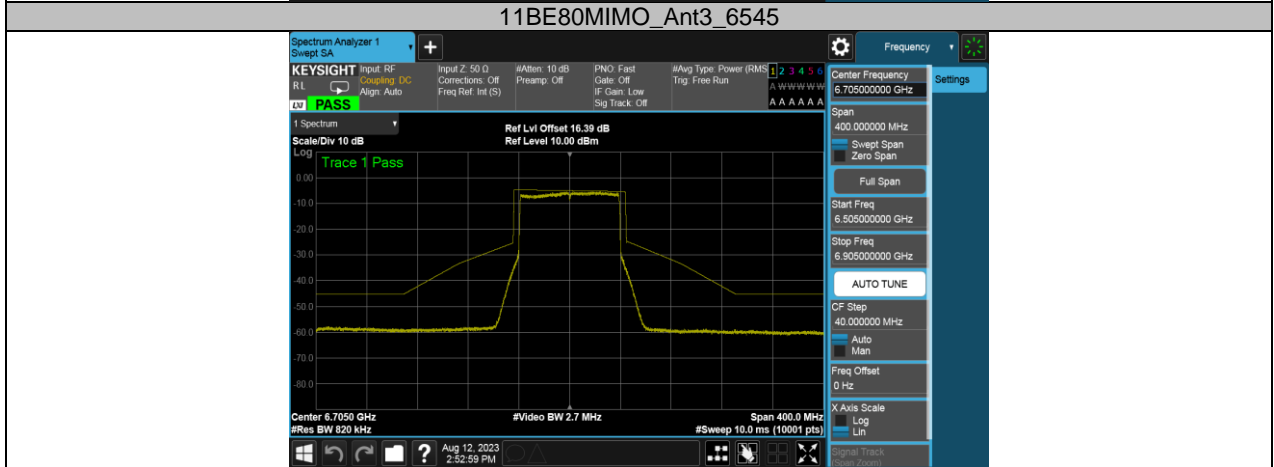 11BE80MIMO_Ant3_6545
Spectrum Analyzer 1
Swept SA
+
Frequency
KEYSIGHT
RL
LXI PASS
Input: RF
Coupling: DC
Align: Auto
Input Z: 50 Ω
Corrections: Off
Freq Ref: Int (S)
#Atten: 10 dB
Preamp: Off
PNO: Fast
Gate: Off
IF Gain: Low
Sig Track: Off
#Avg Type: Power (RMS
Trig: Free Run
1 2 3 4 5 6
A W W W W W
A A A A A A
1 Spectrum
Scale/Div 10 dB
Log
Ref Lvl Offset 16.39 dB
Ref Level 10.00 dBm
Trace 1 Pass
0.00
-10.0
-20.0
-30.0
-40.0
-50.0
-60.0
-70.0
-80.0
Center 6.7050 GHz
#Res BW 820 kHz
#Video BW 2.7 MHz
Span 400.0 MHz
#Sweep 10.0 ms (10001 pts)
?
Aug 12, 2023
2:52:59 PM
Center Frequency
6.705000000 GHz
Settings
Span
400.000000 MHz
Swept Span
Zero Span
Full Span
Start Freq
6.505000000 GHz
Stop Freq
6.905000000 GHz
AUTO TUNE
CF Step
40.000000 MHz
Auto
Man
Freq Offset
0 Hz
X Axis Scale
Log
Lin
Signal Track
(Span Zoom)